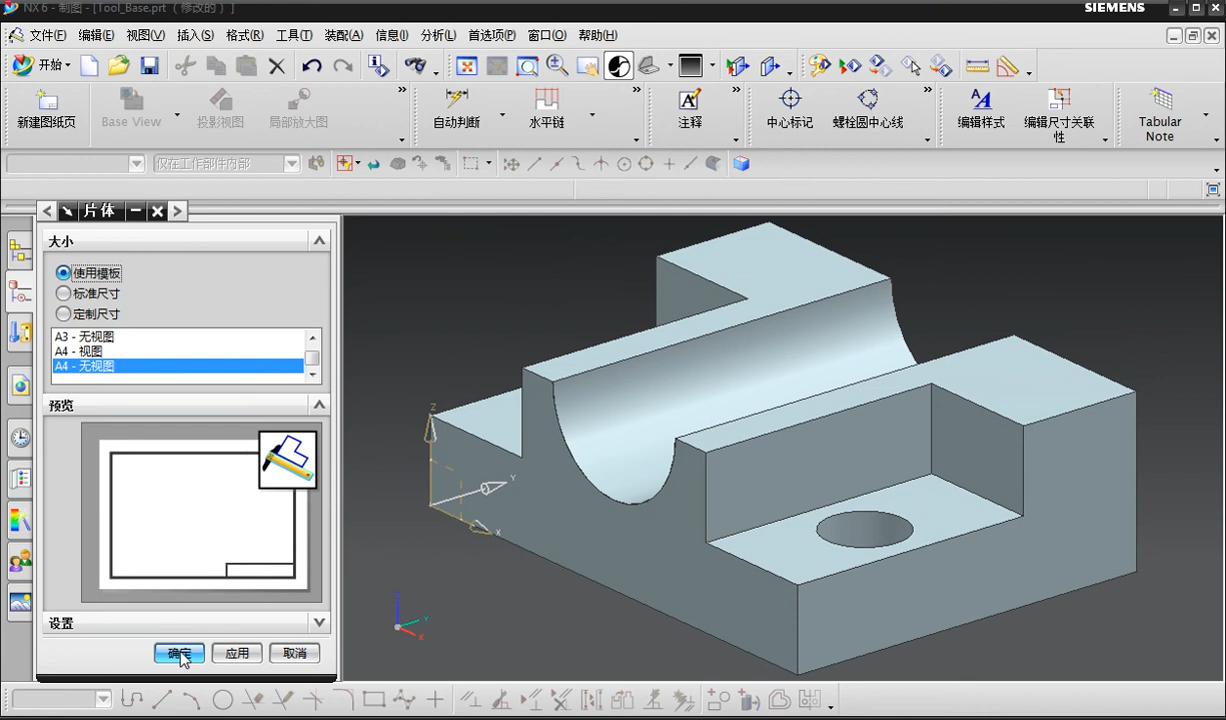 NX 6 - 制图 - [Tool_Base.prt （修改的）]
SIEMENS
文件(F) 编辑(E) 视图(V) 插入(S) 格式(R) 工具(T) 装配(A) 信息(I) 分析(L) 首选项(P) 窗口(O) 帮助(H)
开始
新建图纸页 Base View 投影视图 局部放大图 自动判断 水平链 注释 中心标记 螺栓圆中心线 编辑样式 编辑尺寸关联性 Tabular Note
仅在工作部件内部
片体
大小
使用模板
标准尺寸
定制尺寸
A3 - 无视图
A4 - 视图
A4 - 无视图
预览
设置
确定 应用 取消
Z
Y
X
Y
X